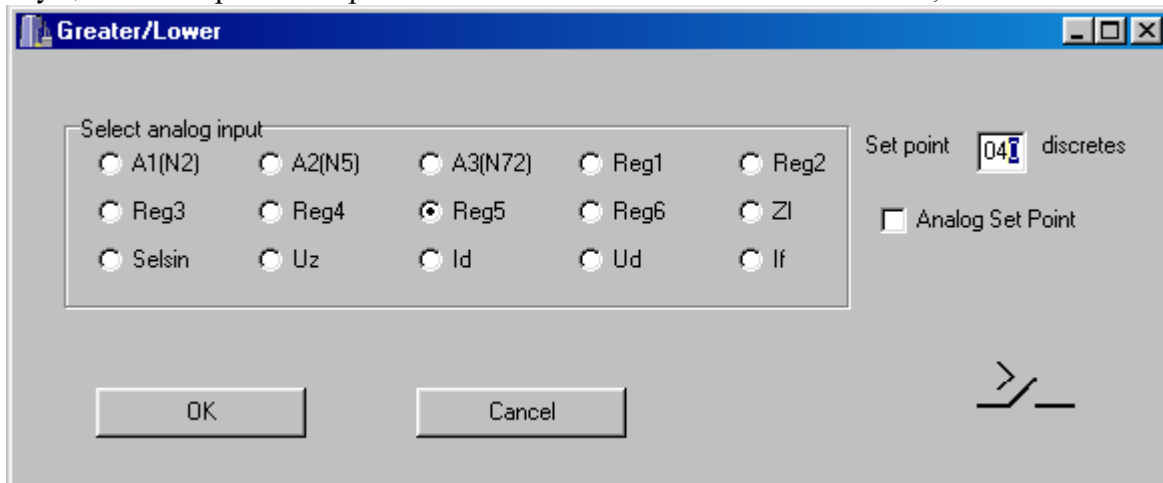 Greater/Lower
Select analog input
A1(N2) A2(N5) A3(N72) Reg1 Reg2
Reg3 Reg4 Reg5 Reg6 ZI
Selsin Uz Id Ud If
Set point 04 discretes
Analog Set Point
OK Cancel